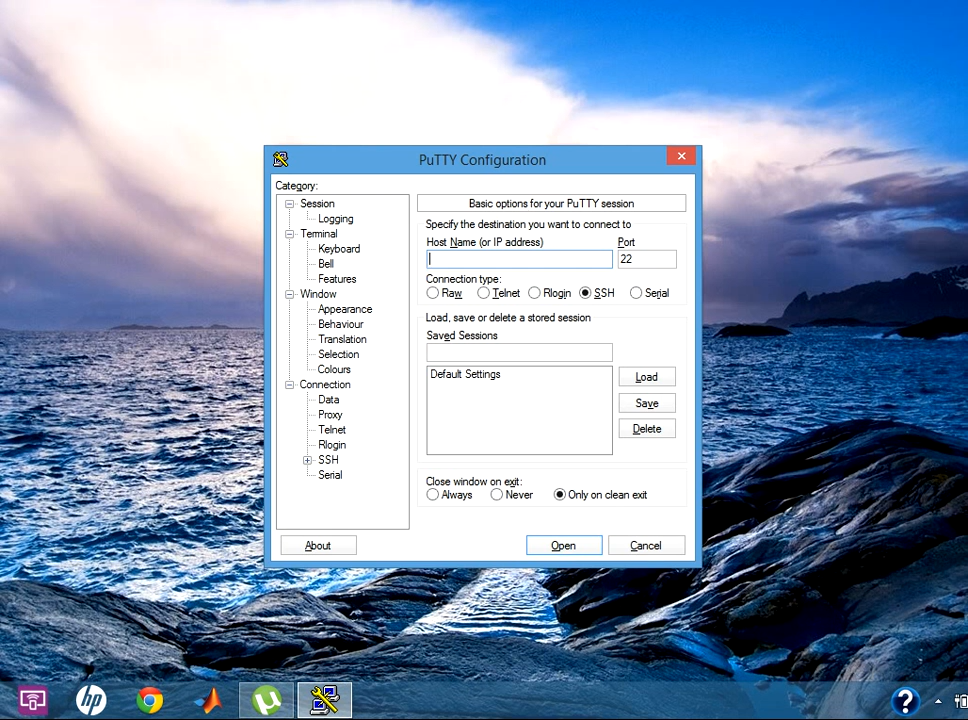 PuTTY Configuration
Category:
Session
Logging
Terminal
Keyboard
Bell
Features
Window
Appearance
Behaviour
Translation
Selection
Colours
Connection
Data
Proxy
Telnet
Rlogin
SSH
Serial
Basic options for your PuTTY session
Specify the destination you want to connect to
Host Name (or IP address) Port
22
Connection type:
Raw Telnet Rlogin SSH Serial
Load, save or delete a stored session
Saved Sessions
Default Settings
Load
Save
Delete
Close window on exit:
Always Never Only on clean exit
About Open Cancel
hp
µ
?